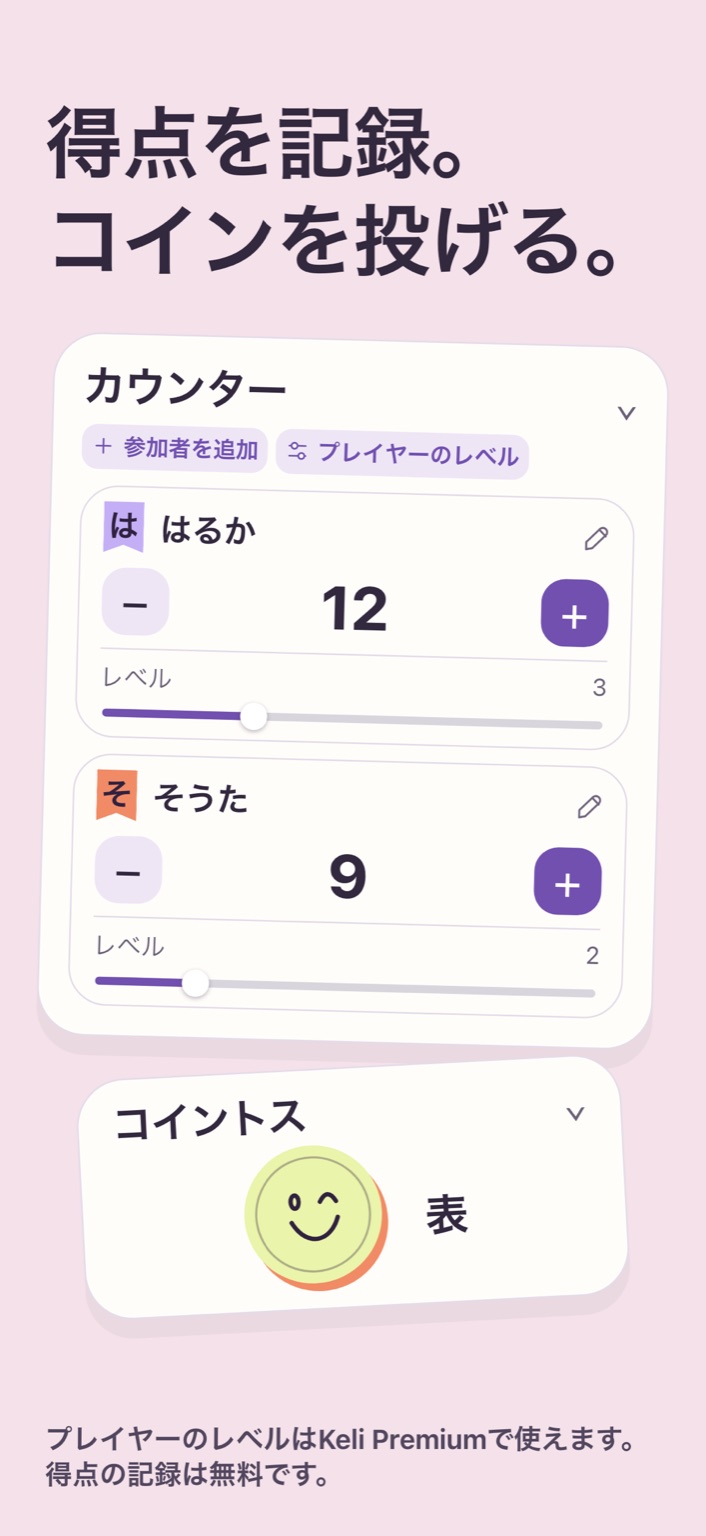 得点を記録。
コインを投げる。
カウンター
+ 参加者を追加 プレイヤーのレベル
は はるか
− 12 +
レベル 3
そ そうた
− 9 +
レベル 2
コイントス
表
プレイヤーのレベルはKeli Premiumで使えます。
得点の記録は無料です。